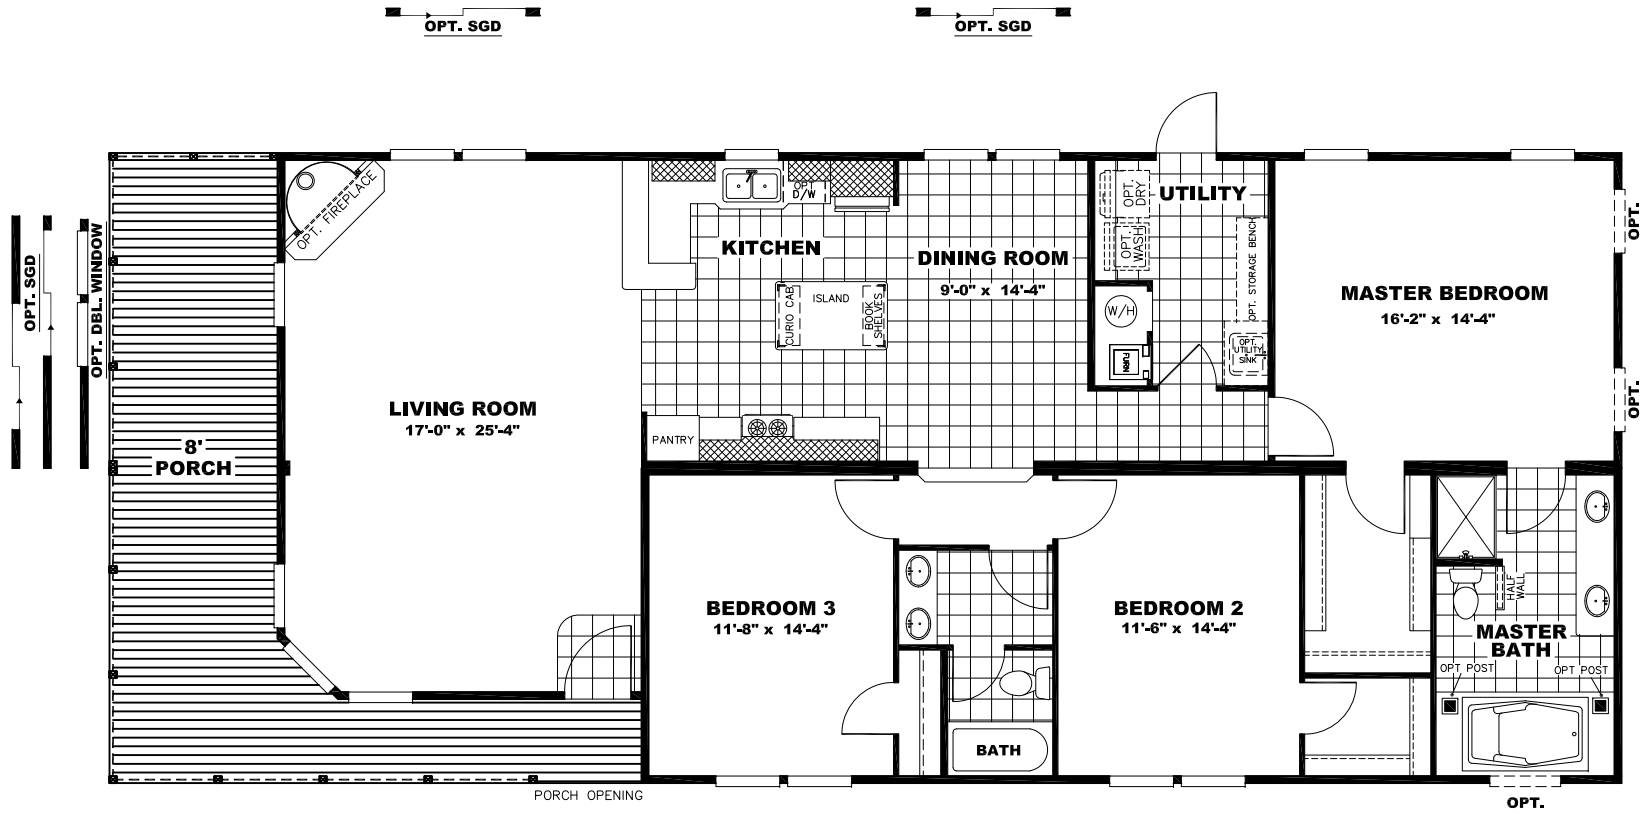 OPT. SGD
OPT. SGD
OPT. SGD
OPT. DBL. WINDOW
OPT. FIREPLACE
OPT.
D/W
KITCHEN
ISLAND
CURIO CAB
BOOK
SHELVES
PANTRY
DINING ROOM
9'-0" x 14'-4"
OPT.
DRY
OPT.
WASH
UTILITY
OPT. STORAGE BENCH
W/H
FURN
OPT.
UTILITY
SINK
MASTER BEDROOM
16'-2" x 14'-4"
OPT.
OPT.
LIVING ROOM
17'-0" x 25'-4"
8'
PORCH
BEDROOM 3
11'-8" x 14'-4"
BEDROOM 2
11'-6" x 14'-4"
HALF
WALL
MASTER
BATH
OPT POST
OPT POST
BATH
PORCH OPENING
OPT.